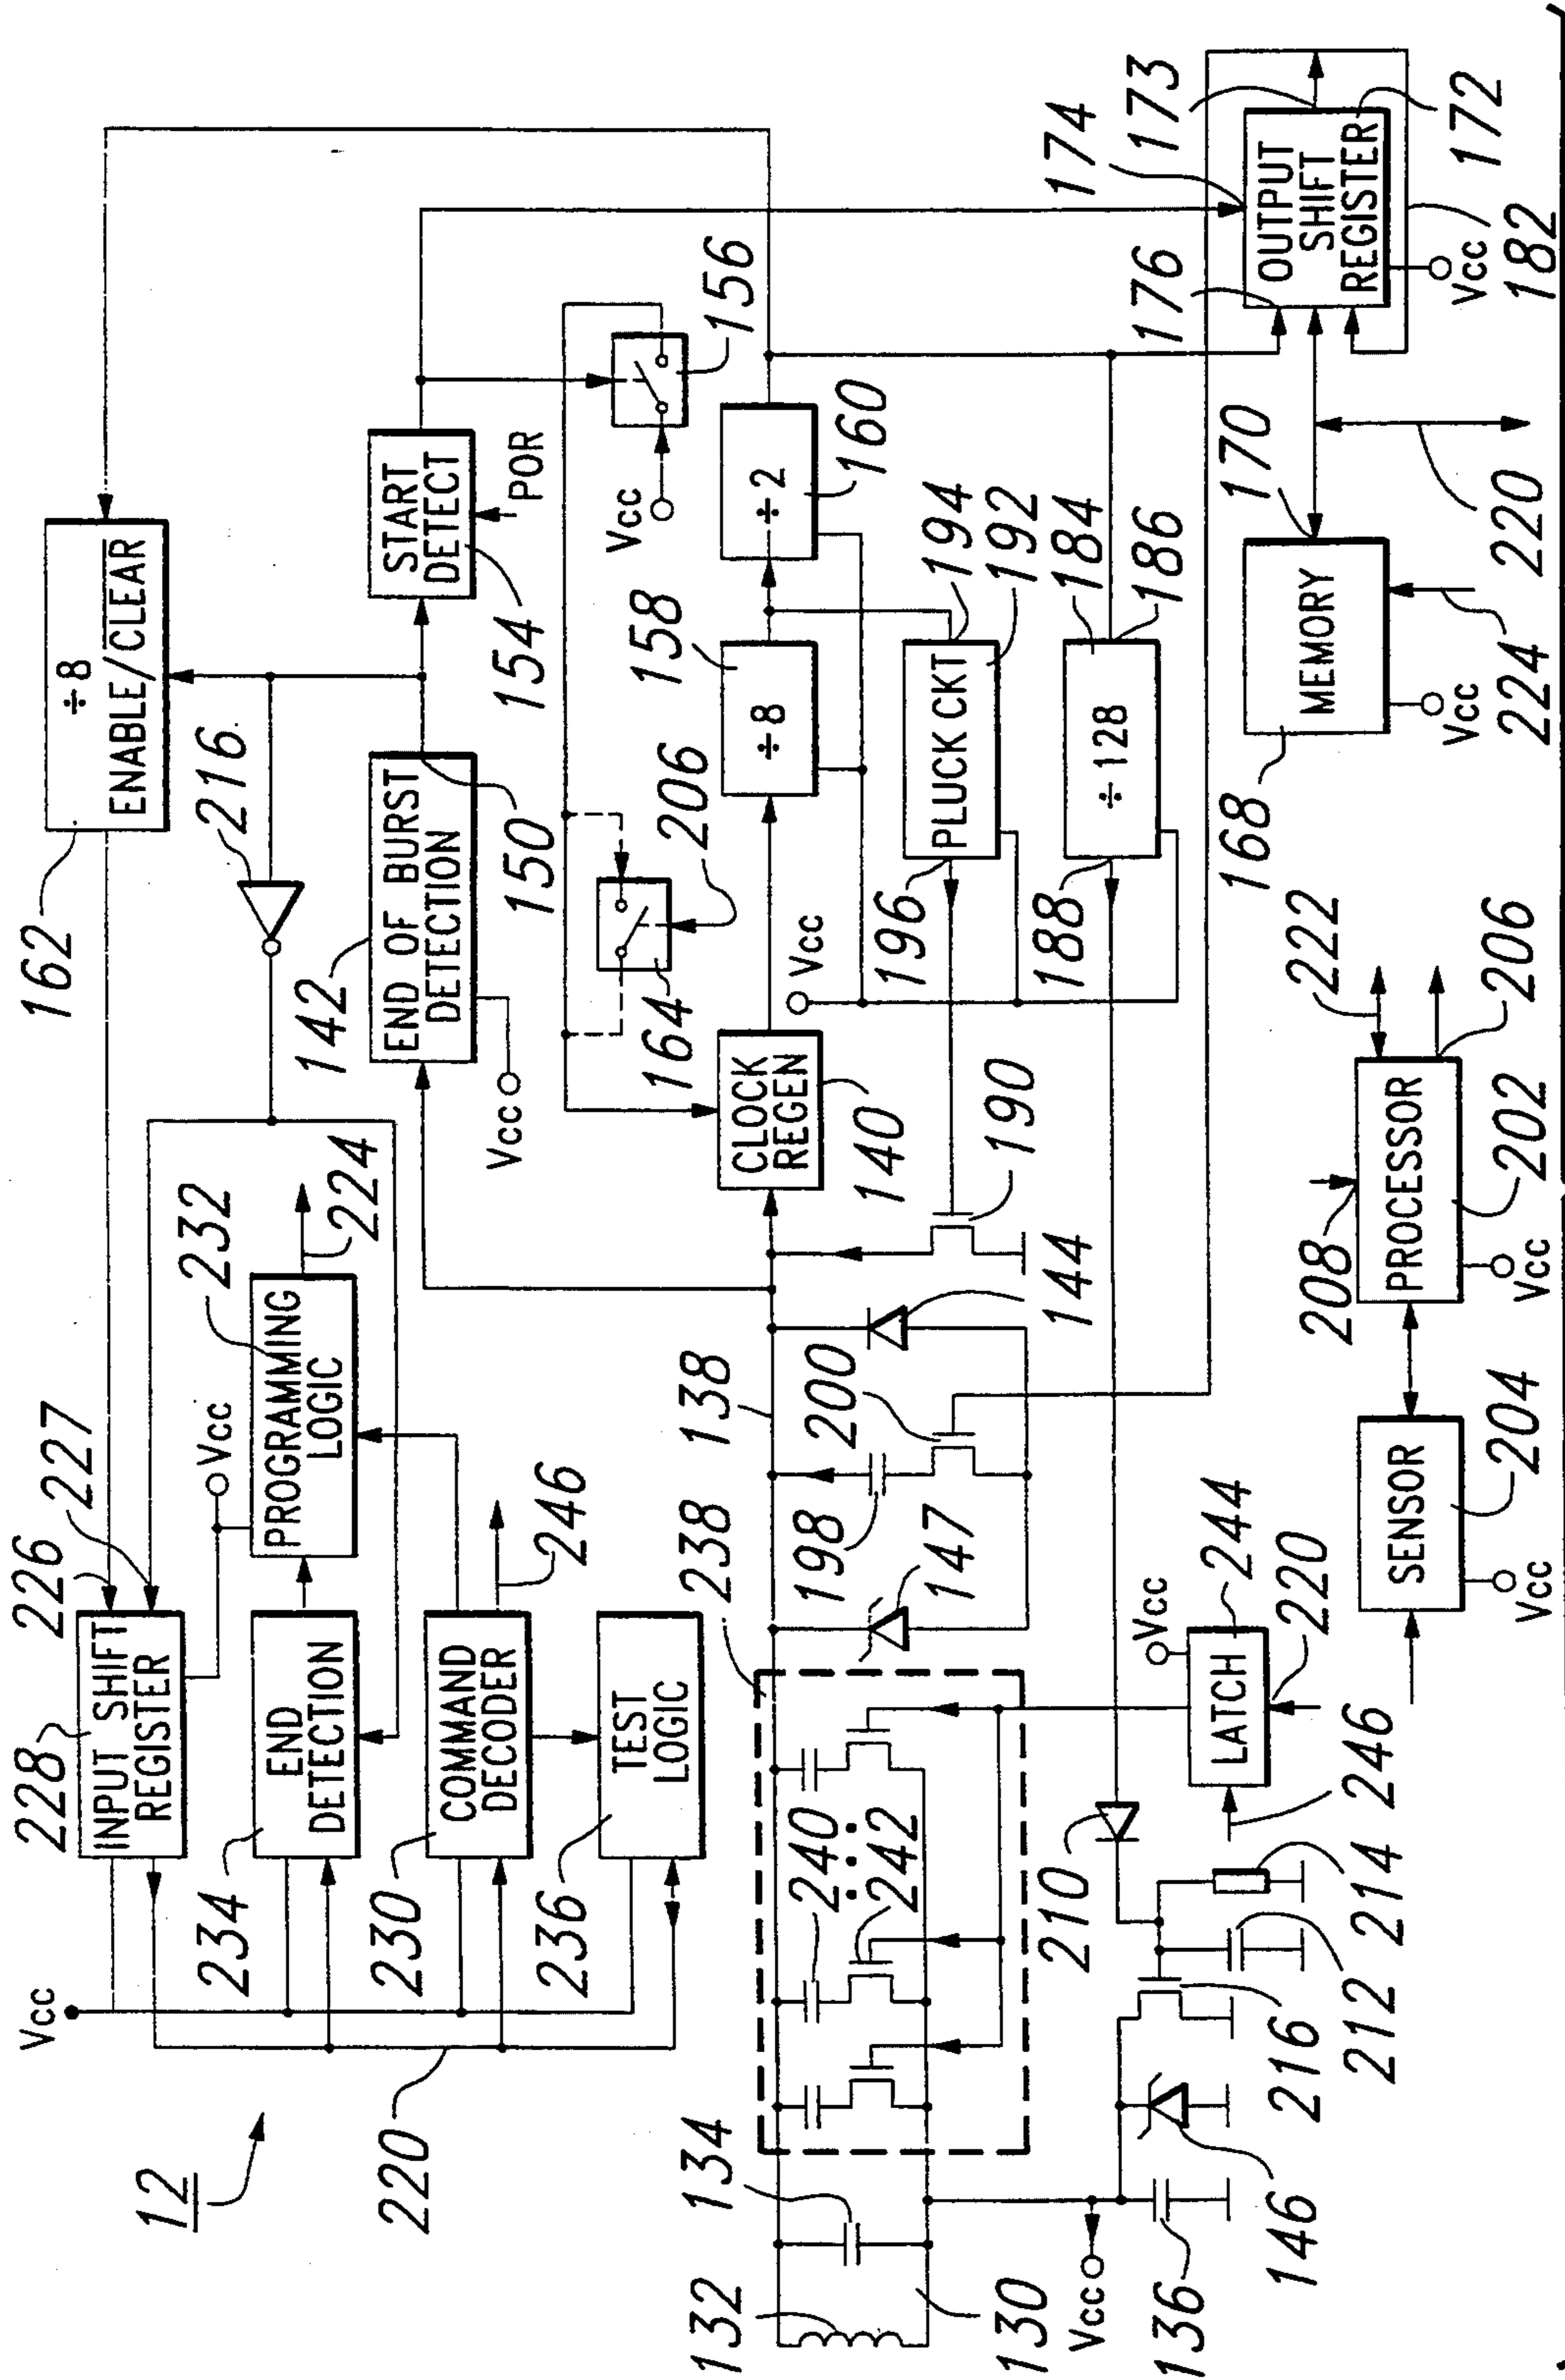 12
Vcc
228
INPUT SHIFT
REGISTER
226
227
162
÷8
ENABLE/CLEAR
216
234
END
DETECTION
Vcc
PROGRAMMING
LOGIC
232
224
142
END OF BURST
DETECTION
150
Vcc
START
DETECT
154
POR
230
COMMAND
DECODER
246
236
TEST
LOGIC
220
164
206
Vcc
156
132
134
238
240
242
138
198
200
147
144
190
CLOCK
REGEN
140
Vcc
÷8
158
÷2
160
PLUCK CKT
196
194
192
÷128
188
184
186
174
173
176
OUTPUT
SHIFT
REGISTER
172
182
Vcc
130
Vcc
136
146
216
212
214
210
246
LATCH
244
220
Vcc
SENSOR
204
Vcc
208
PROCESSOR
202
Vcc
222
206
168
MEMORY
170
Vcc
224
220